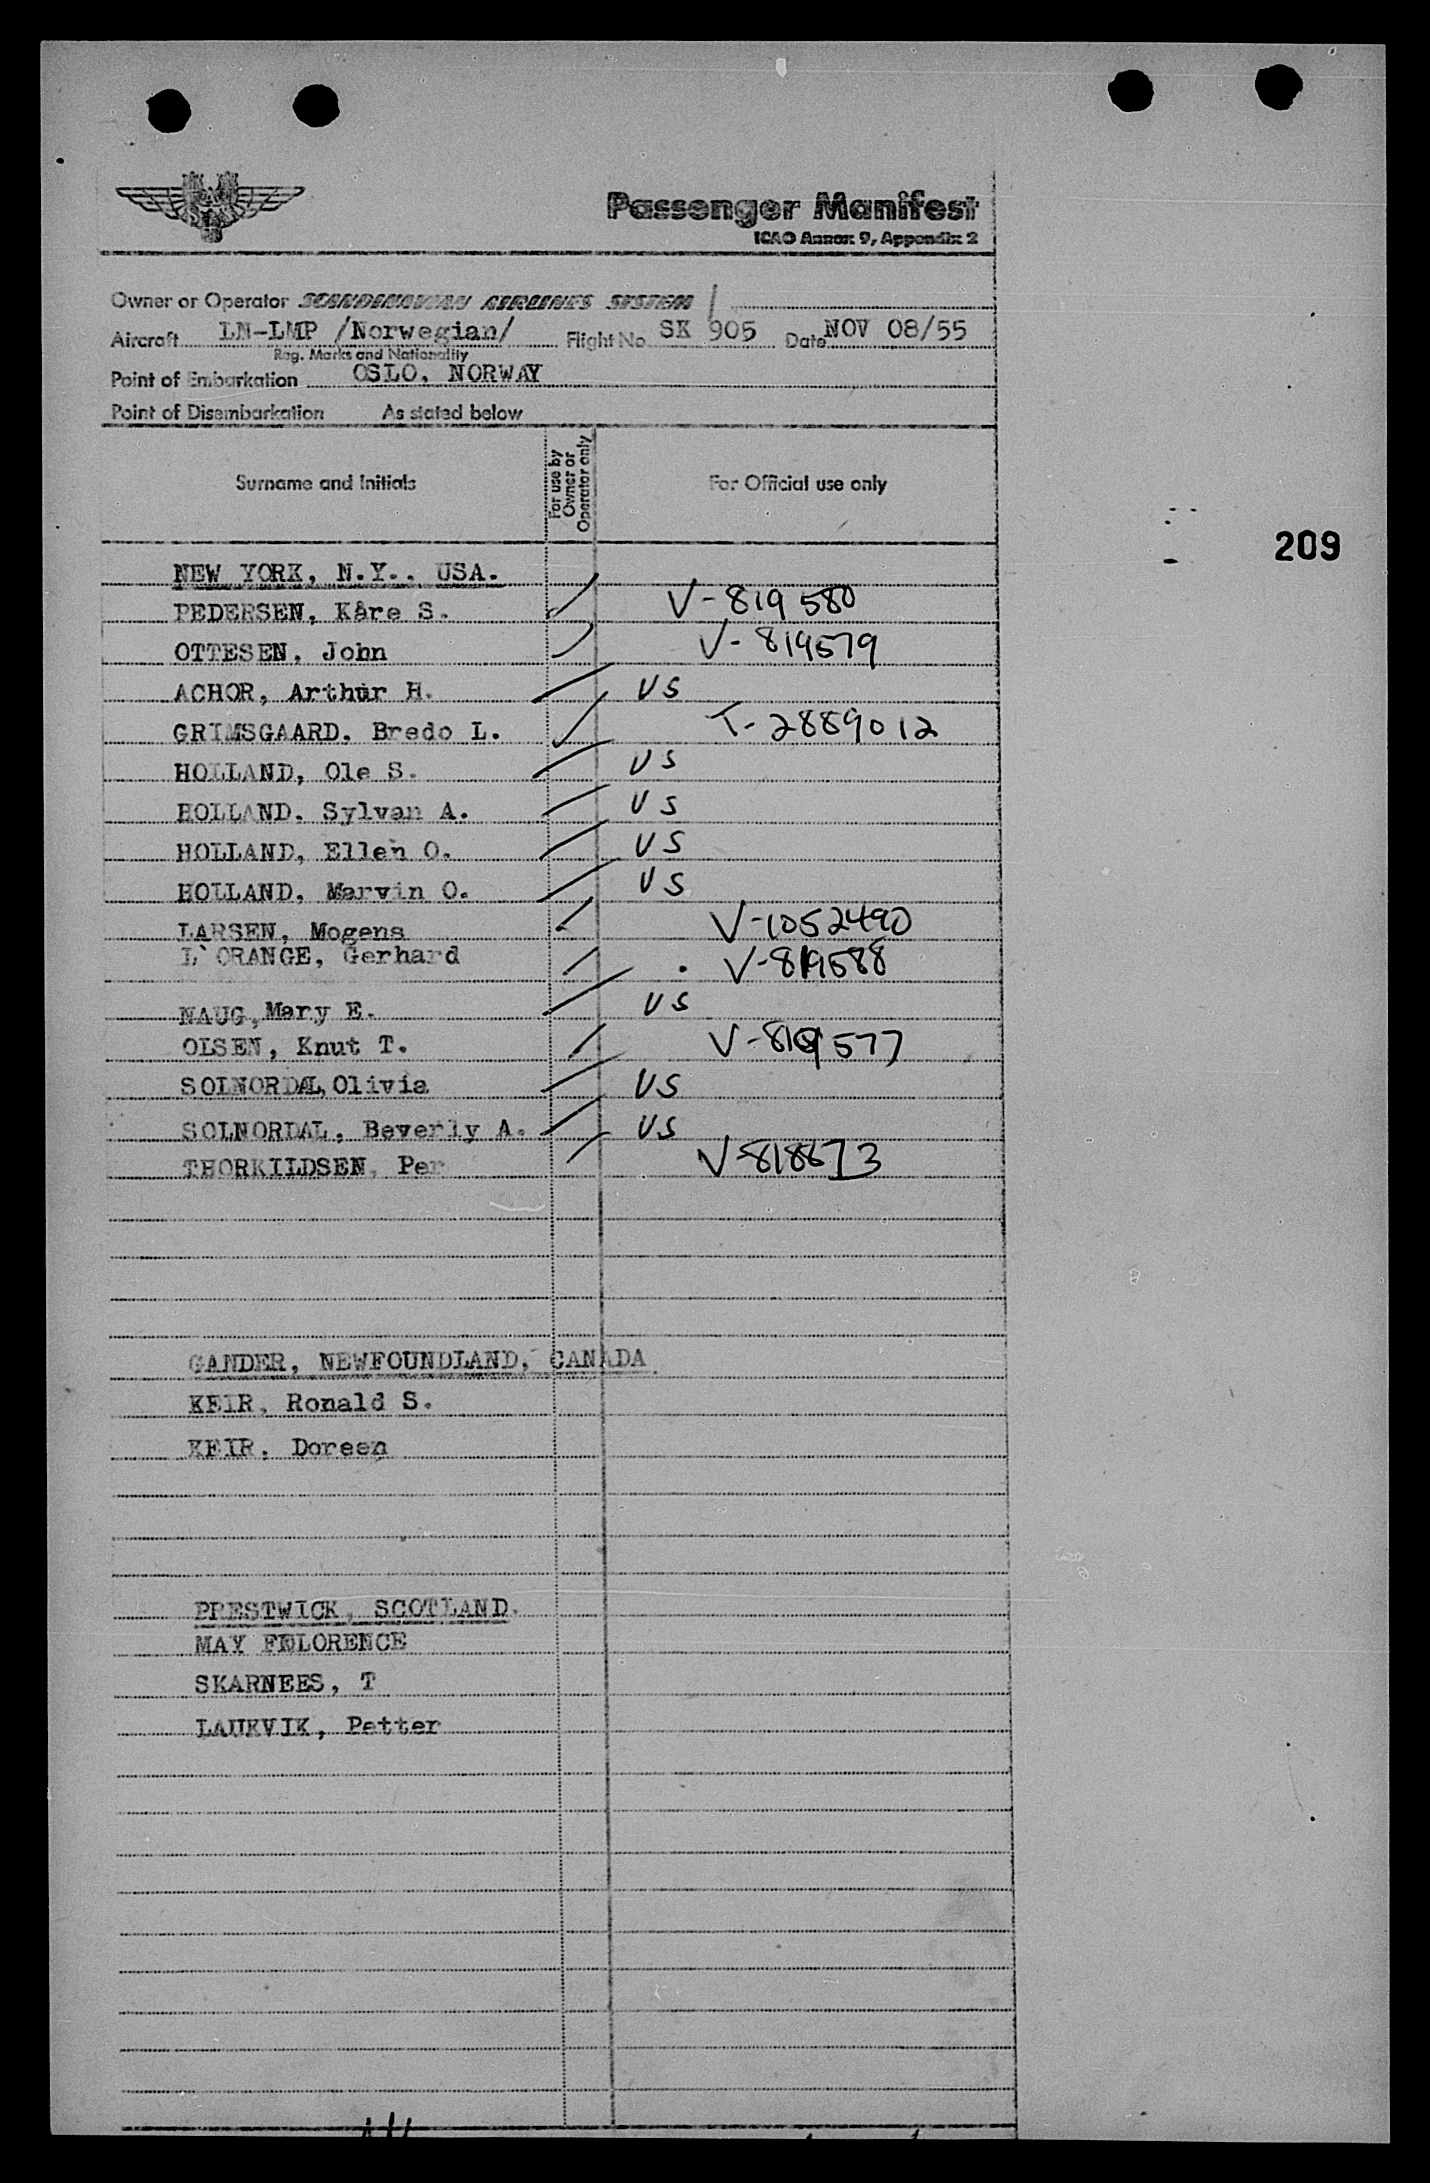 Passenger Manifest
ICAO Annex 9, Appendix 2
Owner or Operator SCANDINAVIAN AIRLINES SYSTEM
Aircraft LN-LMP /Norwegian/ Flight No SK 905 Date NOV 08/55
Reg. Marks and Nationality
Point of Embarkation OSLO, NORWAY
Point of Disembarkation As stated below
Surname and Initials For use by Owner or Operator only For Official use only
209
NEW YORK, N.Y., USA.
PEDERSEN, Kåre S. V-819580
OTTESEN, John V-819579
ACHOR, Arthur H. US
GRIMSGAARD. Bredo L. T-2889012
HOLLAND, Ole S. US
HOLLAND. Sylvan A. US
HOLLAND, Ellen O. US
HOLLAND. Marvin O. US
LARSEN, Mogens V-1052490
L`ORANGE, Gerhard V-819588
NAUG, Mary E. US
OLSEN, Knut T. V-819577
SOLNORDAL, Olivia US
SOLNORDAL, Beverly A. US
THORKILDSEN, Per V-818673
GANDER, NEWFOUNDLAND, CANADA
KEIR, Ronald S.
KEIR, Doreen
PRESTWICK, SCOTLAND.
MAY FELORENCE
SKARNEES, T
LAURVIK, Petter